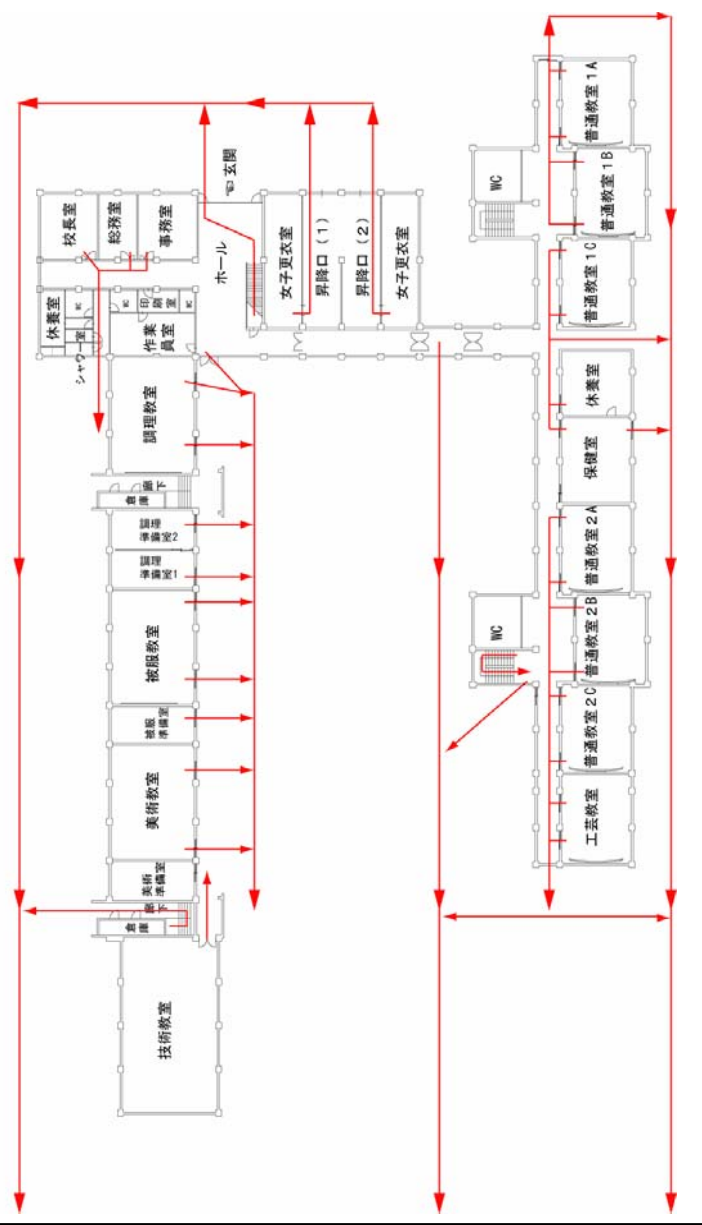 校長室
総務室
事務室
玄関
ホール
女子更衣室
昇降口（1）
昇降口（2）
女子更衣室
休養室
WC
シャワー室
WC
印刷室
WC
作業員室
調理教室
廊下
倉庫
調理
準備室2
調理
準備室1
被服教室
被服
準備室
美術教室
美術
準備室
廊下
倉庫
技術教室
WC
普通教室1A
普通教室1B
普通教室1C
休養室
保健室
普通教室2A
WC
普通教室2B
普通教室2C
工芸教室